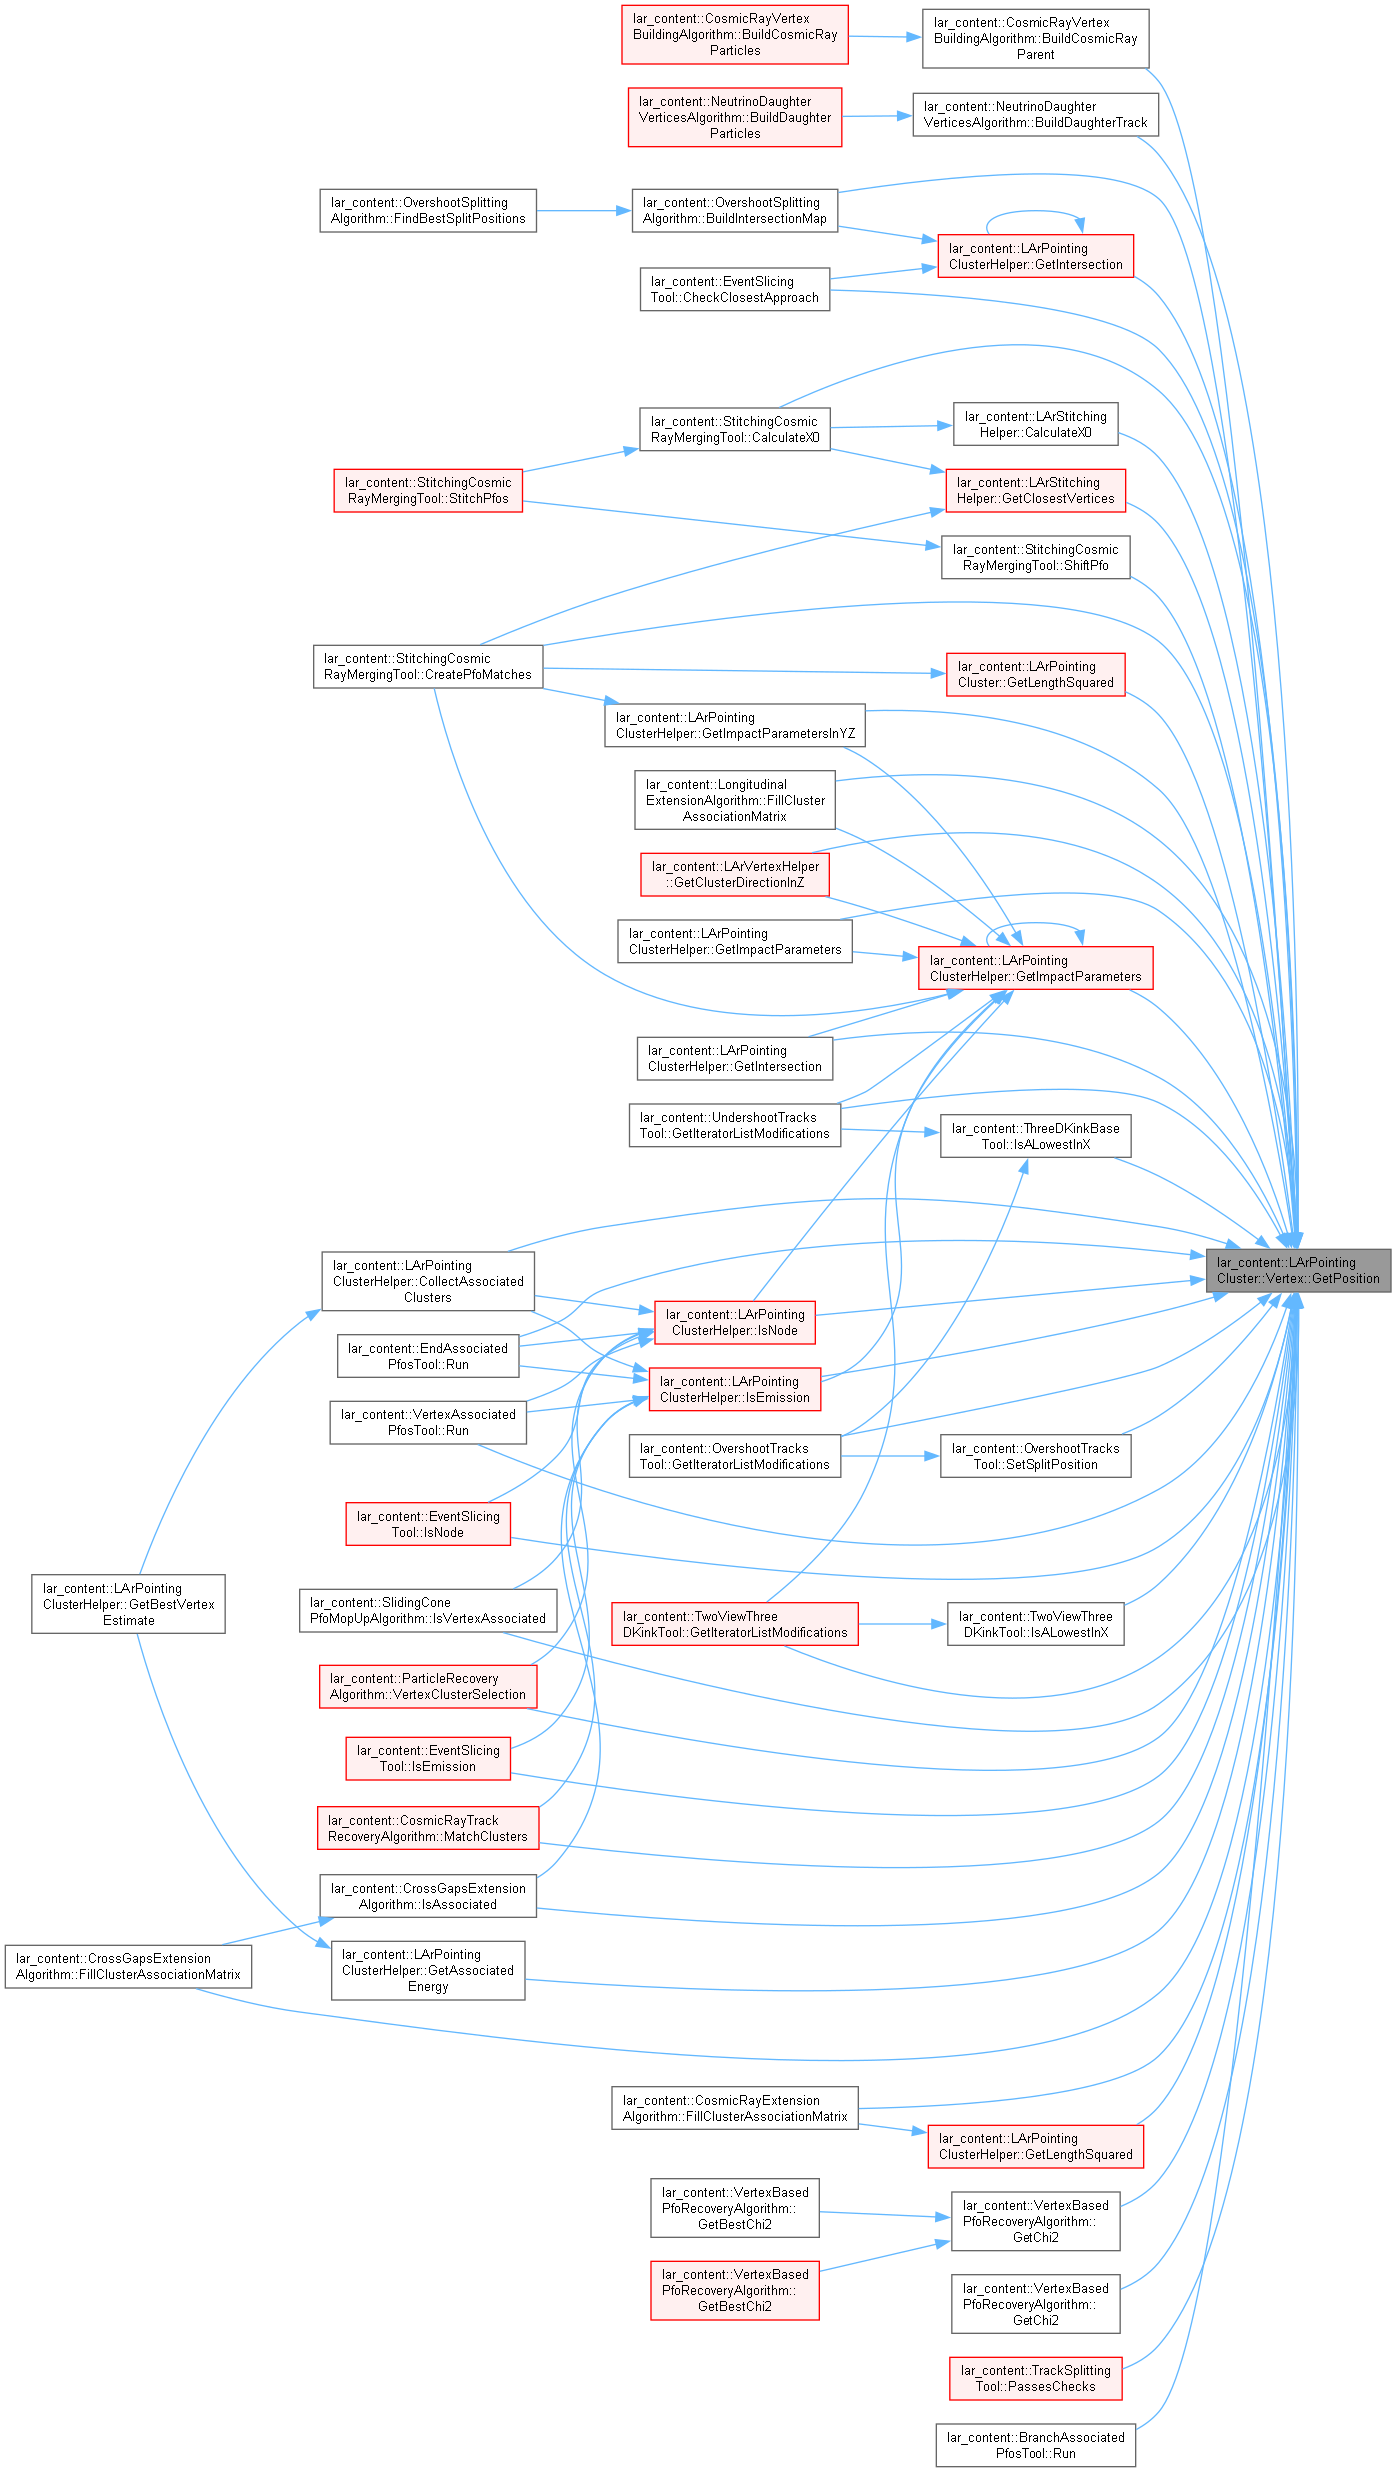 lar_content::CosmicRayVertex
BuildingAlgorithm::BuildCosmicRay
Particles
lar_content::CosmicRayVertex
BuildingAlgorithm::BuildCosmicRay
Parent
lar_content::NeutrinoDaughter
VerticesAlgorithm::BuildDaughter
Particles
lar_content::NeutrinoDaughter
VerticesAlgorithm::BuildDaughterTrack
lar_content::OvershootSplitting
Algorithm::FindBestSplitPositions
lar_content::OvershootSplitting
Algorithm::BuildIntersectionMap
lar_content::LArPointing
ClusterHelper::GetIntersection
lar_content::EventSlicing
Tool::CheckClosestApproach
lar_content::StitchingCosmic
RayMergingTool::CalculateX0
lar_content::LArStitching
Helper::CalculateX0
lar_content::StitchingCosmic
RayMergingTool::StitchPfos
lar_content::LArStitching
Helper::GetClosestVertices
lar_content::StitchingCosmic
RayMergingTool::ShiftPfo
lar_content::StitchingCosmic
RayMergingTool::CreatePfoMatches
lar_content::LArPointing
Cluster::GetLengthSquared
lar_content::LArPointing
ClusterHelper::GetImpactParametersInYZ
lar_content::Longitudinal
ExtensionAlgorithm::FillCluster
AssociationMatrix
lar_content::LArVertexHelper
::GetClusterDirectionInZ
lar_content::LArPointing
ClusterHelper::GetImpactParameters
lar_content::LArPointing
ClusterHelper::GetImpactParameters
lar_content::LArPointing
ClusterHelper::GetIntersection
lar_content::UndershootTracks
Tool::GetIteratorListModifications
lar_content::ThreeDKinkBase
Tool::IsALowestInX
lar_content::LArPointing
Cluster::Vertex::GetPosition
lar_content::LArPointing
ClusterHelper::CollectAssociated
Clusters
lar_content::LArPointing
ClusterHelper::IsNode
lar_content::EndAssociated
PfosTool::Run
lar_content::LArPointing
ClusterHelper::IsEmission
lar_content::VertexAssociated
PfosTool::Run
lar_content::OvershootTracks
Tool::GetIteratorListModifications
lar_content::OvershootTracks
Tool::SetSplitPosition
lar_content::EventSlicing
Tool::IsNode
lar_content::LArPointing
ClusterHelper::GetBestVertex
Estimate
lar_content::SlidingCone
PfoMopUpAlgorithm::IsVertexAssociated
lar_content::TwoViewThree
DKinkTool::GetIteratorListModifications
lar_content::TwoViewThree
DKinkTool::IsALowestInX
lar_content::ParticleRecovery
Algorithm::VertexClusterSelection
lar_content::EventSlicing
Tool::IsEmission
lar_content::CosmicRayTrack
RecoveryAlgorithm::MatchClusters
lar_content::CrossGapsExtension
Algorithm::IsAssociated
lar_content::CrossGapsExtension
Algorithm::FillClusterAssociationMatrix
lar_content::LArPointing
ClusterHelper::GetAssociated
Energy
lar_content::CosmicRayExtension
Algorithm::FillClusterAssociationMatrix
lar_content::LArPointing
ClusterHelper::GetLengthSquared
lar_content::VertexBased
PfoRecoveryAlgorithm::
GetBestChi2
lar_content::VertexBased
PfoRecoveryAlgorithm::
GetChi2
lar_content::VertexBased
PfoRecoveryAlgorithm::
GetBestChi2
lar_content::VertexBased
PfoRecoveryAlgorithm::
GetChi2
lar_content::TrackSplitting
Tool::PassesChecks
lar_content::BranchAssociated
PfosTool::Run